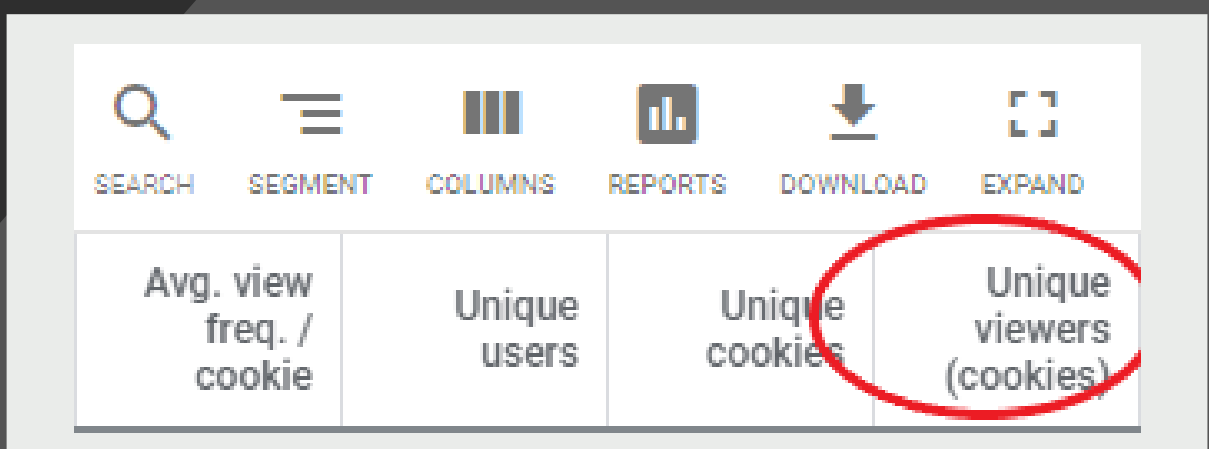 SEARCH SEGMENT COLUMNS REPORTS DOWNLOAD EXPAND
Avg. view
freq. /
cookie
Unique
users
Unique
cookies
Unique
viewers
(cookies)